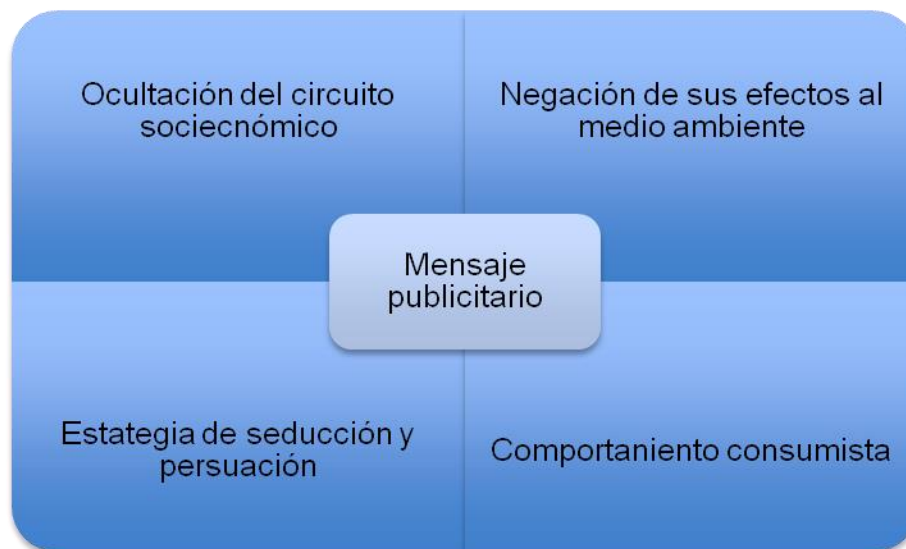 Ocultación del circuito
sociecnómico
Negación de sus efectos al
medio ambiente
Mensaje
publicitario
Estategia de seducción y
persuación
Comportaniento consumista